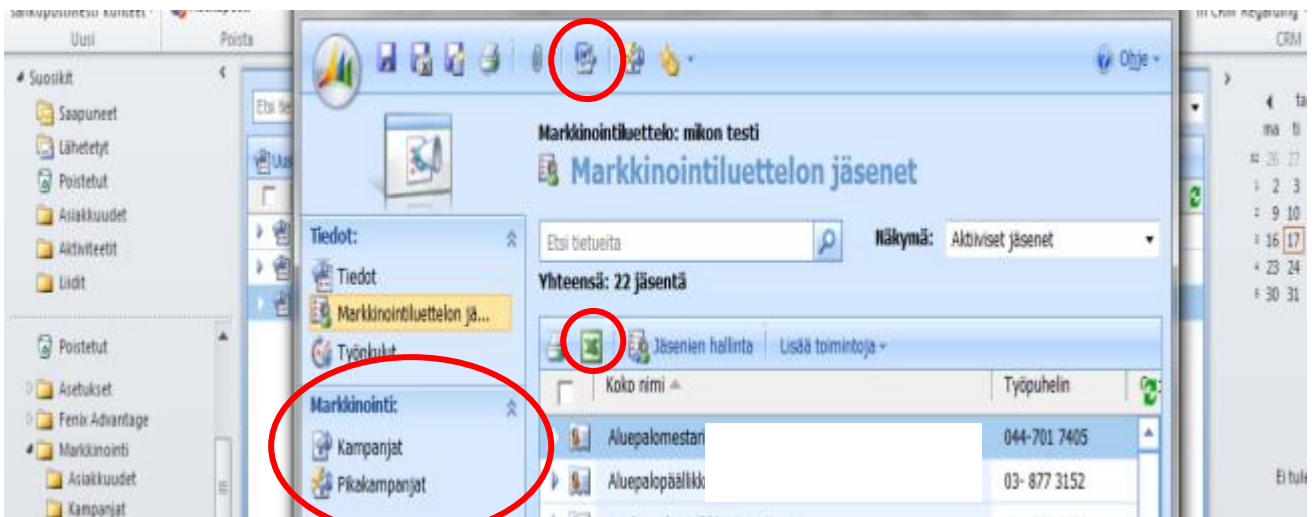 Uusi
Poista
CRM
Suosikit
Saapuneet
Lähetetyt
Poistetut
Asiakkuudet
Aktiviteetit
Liidit
Poistetut
Asetukset
Fenix Advantage
Markkinointi
Asiakkuudet
Kampanjat
Ohje
Markkinointiluettelo: mikon testi
Markkinointiluettelon jäsenet
Tiedot:
Tiedot
Markkinointiluettelon jä...
Työnkulut
Markkinointi:
Kampanjat
Pikakampanjat
Etsi tietueita
Näkymä: Aktiiviset jäsenet
Yhteensä: 22 jäsentä
Jäsenien hallinta Lisää toimintoja
Koko nimi Työpuhelin
Aluepalomestari 044-701 7405
Aluepalopäällikkö 03- 877 3152
ma ti
26 27
2 3
9 10
16 17
23 24
30 31